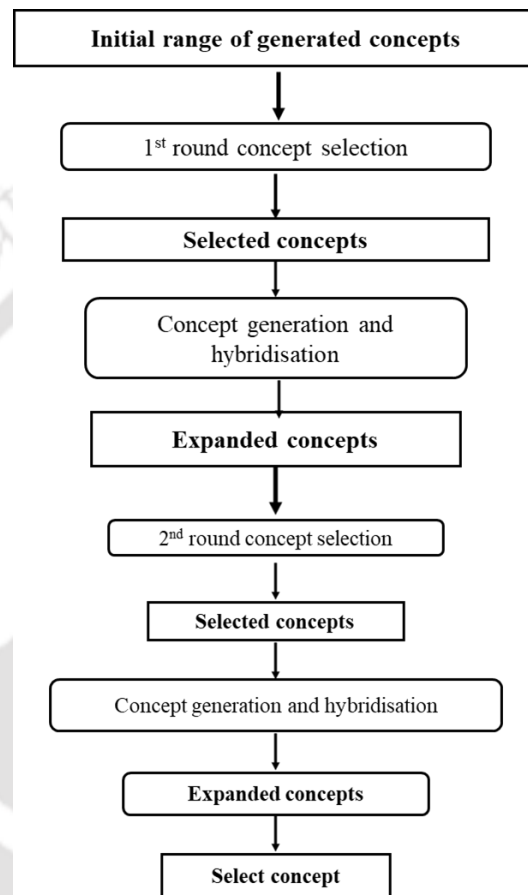 Initial range of generated concepts
1st round concept selection
Selected concepts
Concept generation and
hybridisation
Expanded concepts
2nd round concept selection
Selected concepts
Concept generation and hybridisation
Expanded concepts
Select concept